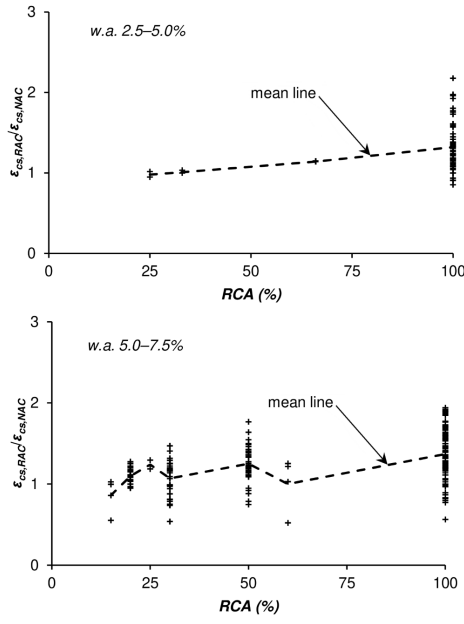 3
w.a. 2.5–5.0%
2
mean line
εcs,RAC/εcs,NAC
1
0
0 25 50 75 100
RCA (%)
3
w.a. 5.0–7.5%
2
mean line
εcs,RAC/εcs,NAC
1
0
0 25 50 75 100
RCA (%)